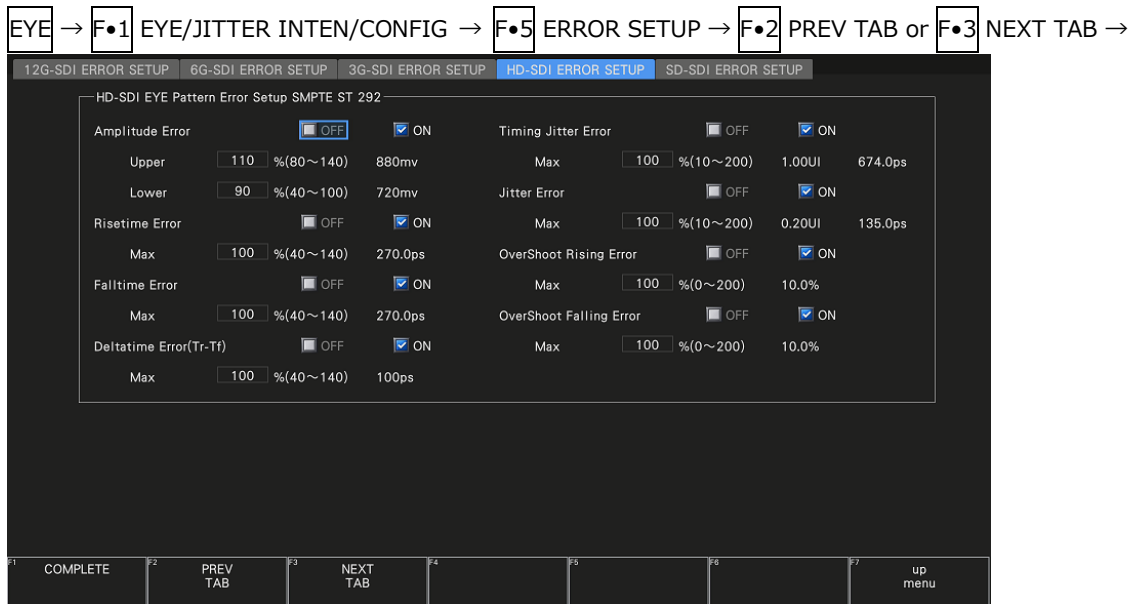 EYE → F•1 EYE/JITTER INTEN/CONFIG → F•5 ERROR SETUP → F•2 PREV TAB or F•3 NEXT TAB →
12G-SDI ERROR SETUP 6G-SDI ERROR SETUP 3G-SDI ERROR SETUP HD-SDI ERROR SETUP SD-SDI ERROR SETUP
HD-SDI EYE Pattern Error Setup SMPTE ST 292
Amplitude Error OFF ON
Upper 110 %(80~140) 880mv
Lower 90 %(40~100) 720mv
Risetime Error OFF ON
Max 100 %(40~140) 270.0ps
Falltime Error OFF ON
Max 100 %(40~140) 270.0ps
Deltatime Error(Tr-Tf) OFF ON
Max 100 %(40~140) 100ps
Timing Jitter Error OFF ON
Max 100 %(10~200) 1.00UI 674.0ps
Jitter Error OFF ON
Max 100 %(10~200) 0.20UI 135.0ps
OverShoot Rising Error OFF ON
Max 100 %(0~200) 10.0%
OverShoot Falling Error OFF ON
Max 100 %(0~200) 10.0%
F1 COMPLETE
F2 PREV
TAB
F3 NEXT
TAB
F4
F5
F6
F7 up
menu